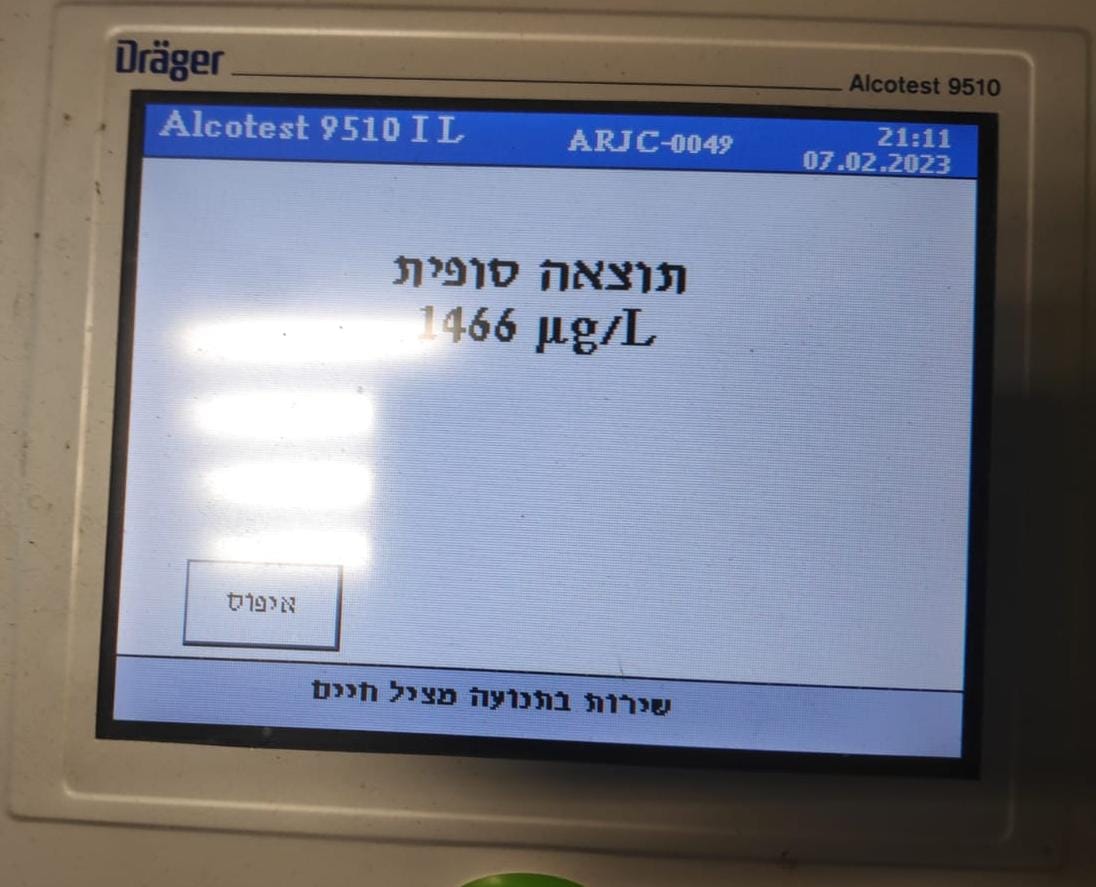 Dräger
Alcotest 9510
Alcotest 9510 IL ARJC-0049 21:11
07.02.2023
תוצאה סופית
1466 µg/L
איפוס
שירות בתנועה מציל חיים